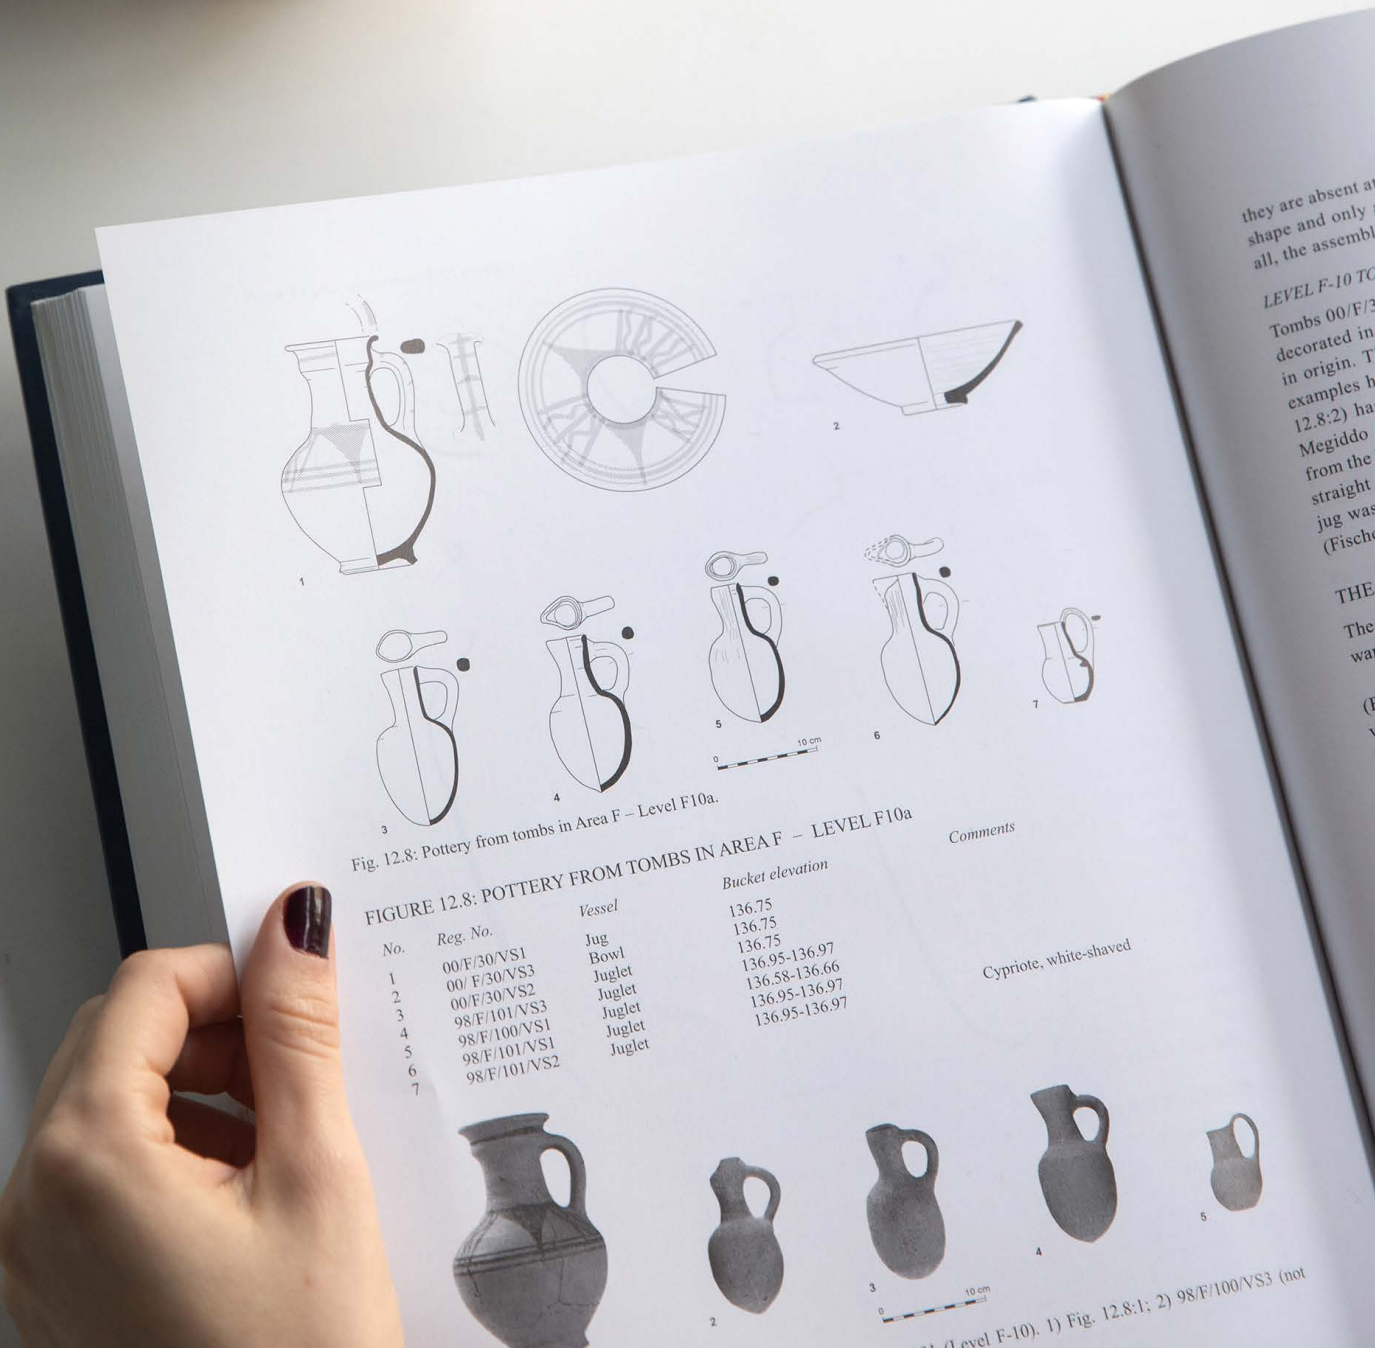 1
2
3
4
5
6
7
0 10 cm
Fig. 12.8: Pottery from tombs in Area F – Level F10a.
FIGURE 12.8: POTTERY FROM TOMBS IN AREA F – LEVEL F10a
No. Reg. No. Vessel Bucket elevation Comments
1 00/F/30/VS1 Jug 136.75
2 00/ F/30/VS3 Bowl 136.75
3 00/F/30/VS2 Juglet 136.75
4 98/F/101/VS3 Juglet 136.95-136.97
5 98/F/100/VS1 Juglet 136.58-136.66 Cypriote, white-shaved
6 98/F/101/VS1 Juglet 136.95-136.97
7 98/F/101/VS2 Juglet 136.95-136.97
2
3
4
5
0 10 cm
(Level F-10). 1) Fig. 12.8:1; 2) 98/F/100/VS3 (not
they are absent
shape and only
all, the
LEVEL F-10
Tombs 00/F/
decorated in
in origin.
examples
12.8:2)
Megiddo
from the
straight
jug was
THE
The